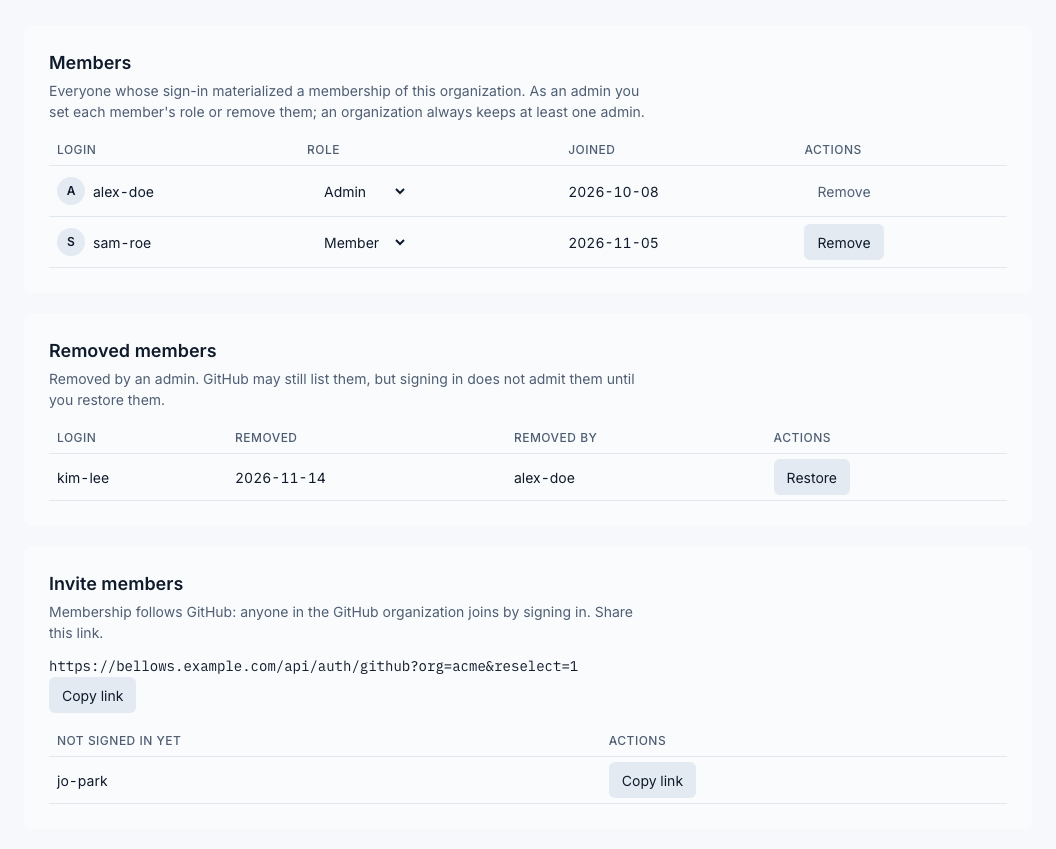 Members
Everyone whose sign-in materialized a membership of this organization. As an admin you
set each member's role or remove them; an organization always keeps at least one admin.
LOGIN ROLE JOINED ACTIONS
A alex-doe Admin 2026-10-08 Remove
S sam-roe Member 2026-11-05 Remove
Removed members
Removed by an admin. GitHub may still list them, but signing in does not admit them until
you restore them.
LOGIN REMOVED REMOVED BY ACTIONS
kim-lee 2026-11-14 alex-doe Restore
Invite members
Membership follows GitHub: anyone in the GitHub organization joins by signing in. Share
this link.
https://bellows.example.com/api/auth/github?org=acme&reselect=1
Copy link
NOT SIGNED IN YET ACTIONS
jo-park Copy link